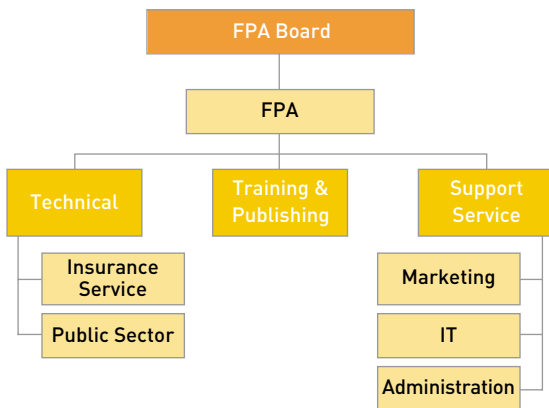 FPA Board
FPA
Technical
Training &
Publishing
Support
Service
Insurance
Service
Public Sector
Marketing
IT
Administration